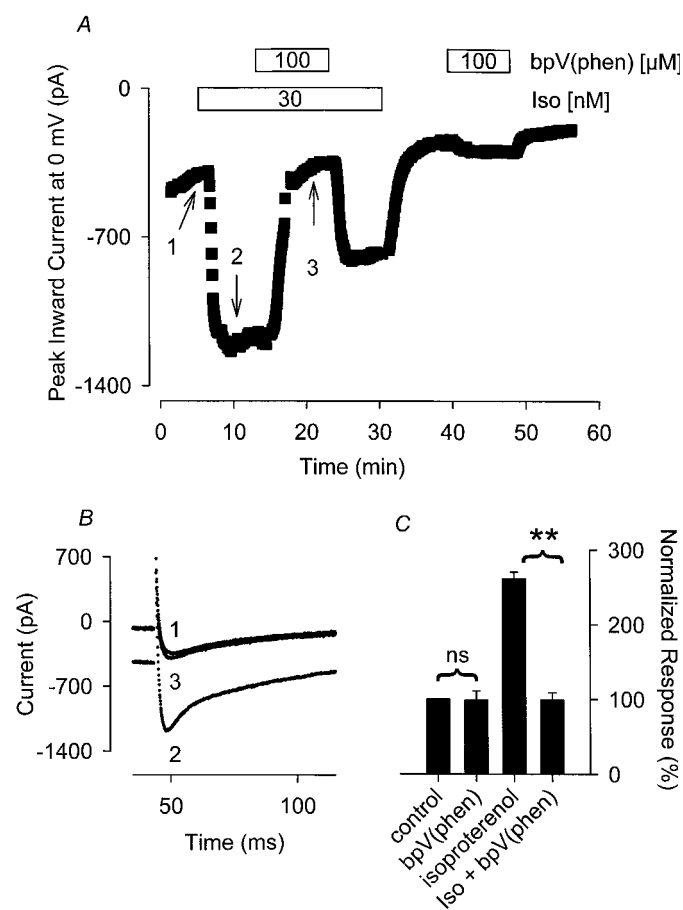 A
100
100
bpV(phen) [µM]
30
Iso [nM]
Peak Inward Current at 0 mV (pA)
0
-700
-1400
1
2
3
0 10 20 30 40 50 60
Time (min)
B
Current (pA)
700
0
-700
-1400
1
3
2
50 100
Time (ms)
C
ns
**
300
200
100
0
Normalized Response (%)
control
bpV(phen)
isoproterenol
Iso + bpV(phen)